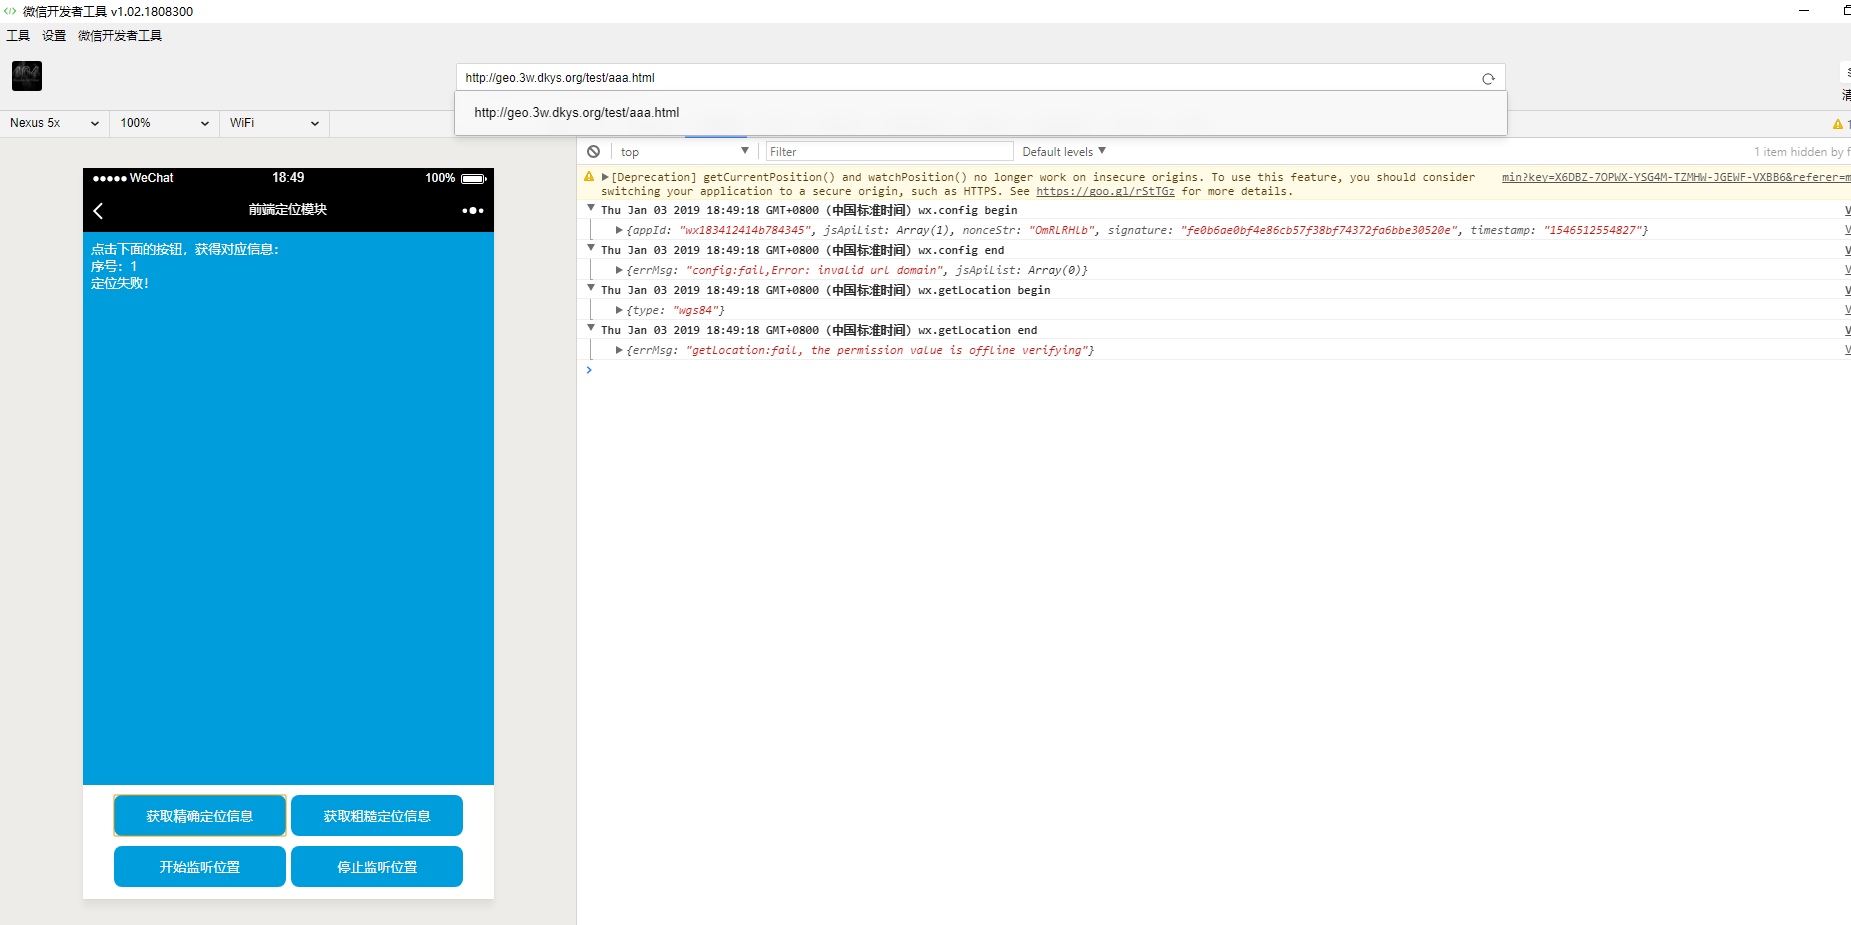 微信开发者工具 v1.02.1808300
工具 设置 微信开发者工具
http://geo.3w.dkys.org/test/aaa.html
http://geo.3w.dkys.org/test/aaa.html
清
Nexus 5x 100% WiFi
top Filter Default levels 1 item hidden by f
WeChat 18:49 100%
前端定位模块
点击下面的按钮，获得对应信息：
序号：1
定位失败！
获取精确定位信息 获取粗糙定位信息
开始监听位置 停止监听位置
[Deprecation] getCurrentPosition() and watchPosition() no longer work on insecure origins. To use this feature, you should consider min?key=X6DBZ-7OPWX-YSG4M-TZMHW-JGEWF-VXBB6&referer=m
switching your application to a secure origin, such as HTTPS. See https://goo.gl/rStTGz for more details.
Thu Jan 03 2019 18:49:18 GMT+0800 (中国标准时间) wx.config begin V
{appId: "wx183412414b784345", jsApiList: Array(1), nonceStr: "OmRLRHlb", signature: "fe0b6ae0bf4e86cb57f38bf74372fa6bbe30520e", timestamp: "1546512554827"} V
Thu Jan 03 2019 18:49:18 GMT+0800 (中国标准时间) wx.config end V
{errMsg: "config:fail,Error: invalid url domain", jsApiList: Array(0)} V
Thu Jan 03 2019 18:49:18 GMT+0800 (中国标准时间) wx.getLocation begin V
{type: "wgs84"} V
Thu Jan 03 2019 18:49:18 GMT+0800 (中国标准时间) wx.getLocation end V
{errMsg: "getLocation:fail, the permission value is offline verifying"} V